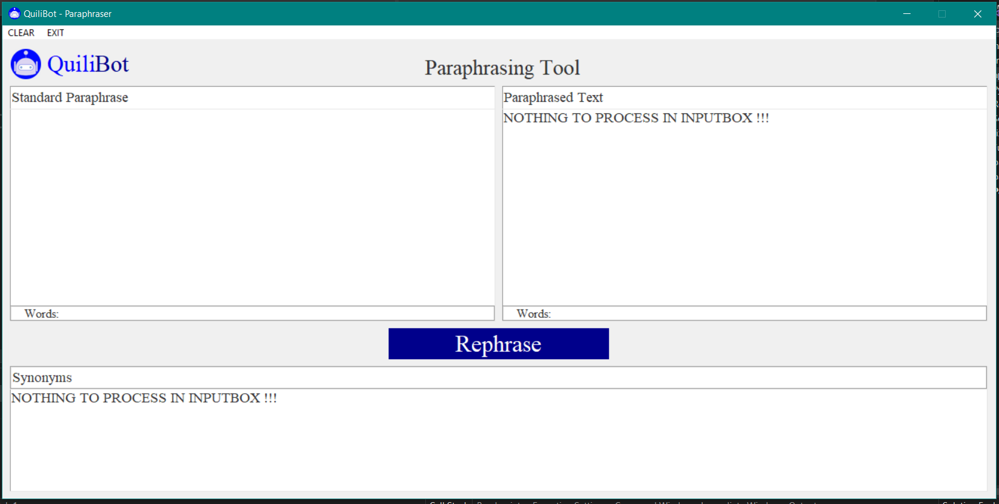 QuiliBot - Paraphraser
CLEAR EXIT
QuiliBot
Paraphrasing Tool
Standard Paraphrase
Paraphrased Text
NOTHING TO PROCESS IN INPUTBOX !!!
Words:
Words:
Rephrase
Synonyms
NOTHING TO PROCESS IN INPUTBOX !!!